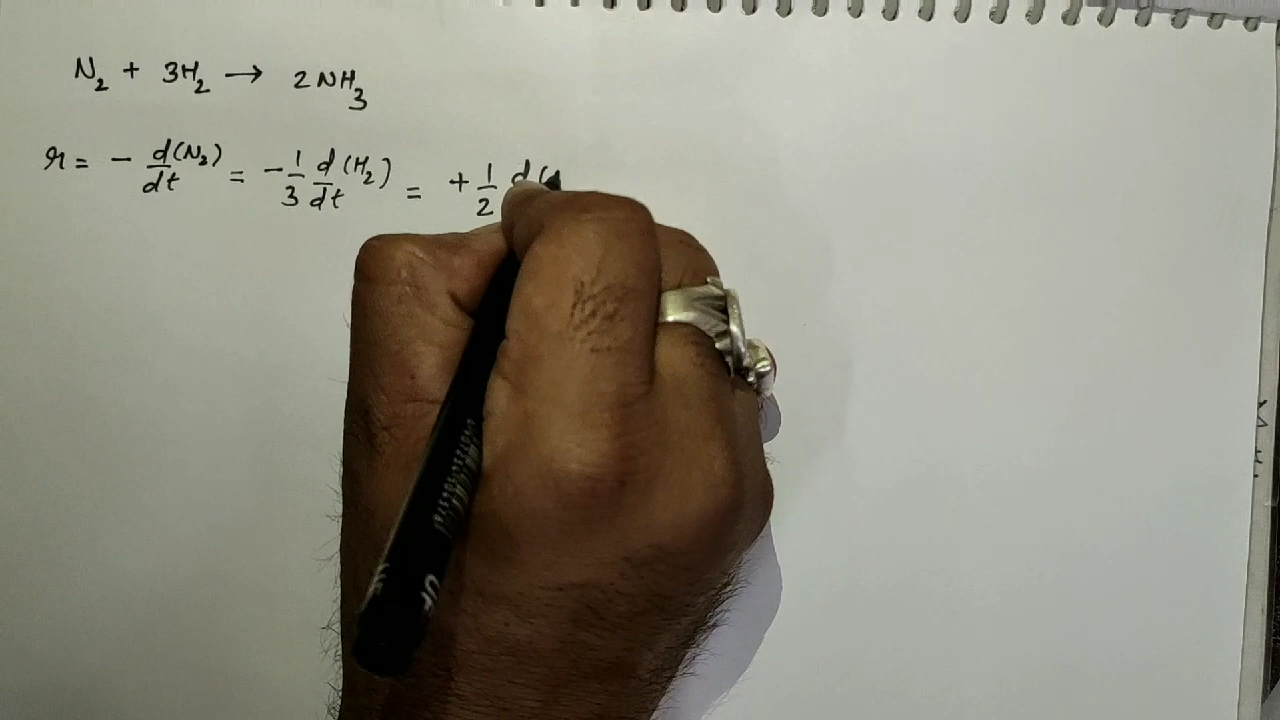 N₂ + 3H₂ → 2NH₃
r = - d(N₂)/dt = - 1/3 d(H₂)/dt = + 1/2 d(